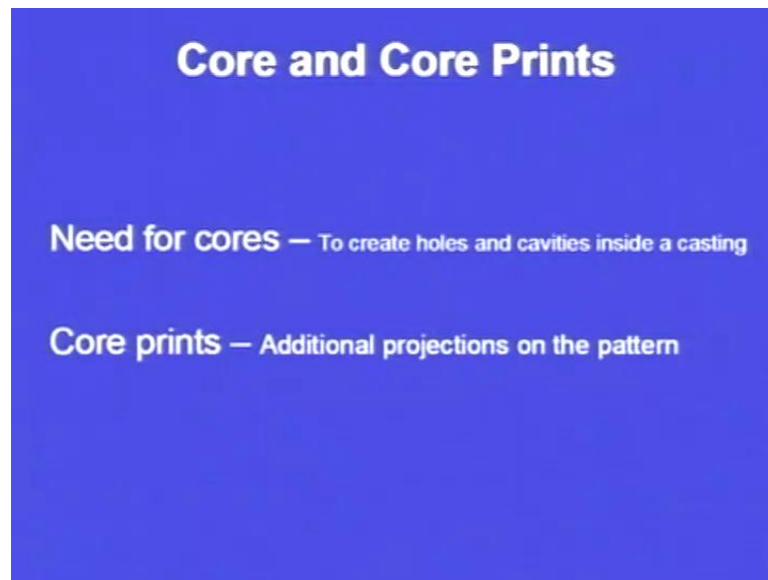 Core and Core Prints
Need for cores – To create holes and cavities inside a casting
Core prints – Additional projections on the pattern